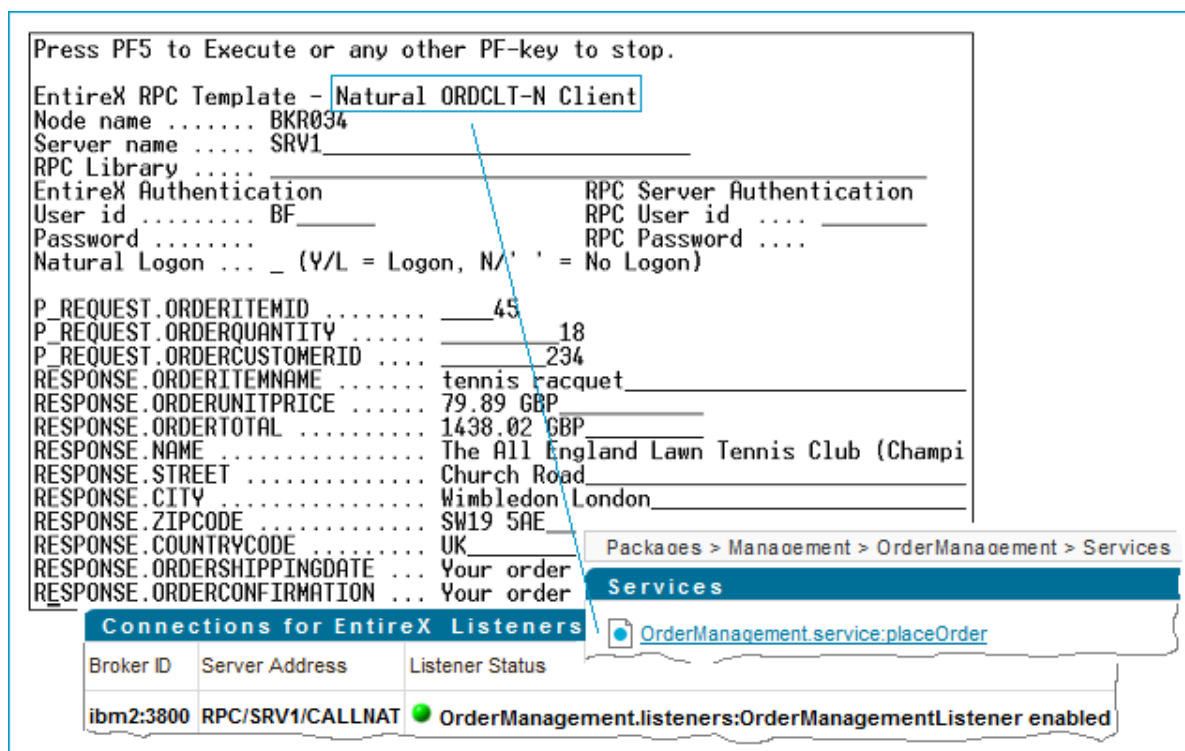 Press PF5 to Execute or any other PF-key to stop.
EntireX RPC Template - Natural ORDCLT-N Client
Node name ....... BKR034
Server name ..... SRV1
RPC Library .....
EntireX Authentication RPC Server Authentication
User id ......... BF RPC User id ....
Password ........ RPC Password ....
Natural Logon ... _ (Y/L = Logon, N/' ' = No Logon)
P_REQUEST.ORDERITEMID ........ 45
P_REQUEST.ORDERQUANTITY ...... 18
P_REQUEST.ORDERCUSTOMERID .... 234
RESPONSE.ORDERITEMNAME ....... tennis racquet
RESPONSE.ORDERUNITPRICE ...... 79.89 GBP
RESPONSE.ORDERTOTAL .......... 1438.02 GBP
RESPONSE.NAME ................ The All England Lawn Tennis Club (Champi
RESPONSE.STREET .............. Church Road
RESPONSE.CITY ................ Wimbledon London
RESPONSE.ZIPCODE ............. SW19 5AE
RESPONSE.COUNTRYCODE ......... UK
RESPONSE.ORDERSHIPPINGDATE ... Your order
RESPONSE.ORDERCONFIRMATION ... Your order
Packages > Management > OrderManagement > Services
Services
OrderManagement.service:placeOrder
Connections for EntireX Listeners
Broker ID Server Address Listener Status
ibm2:3800 RPC/SRV1/CALLNAT OrderManagement.listeners:OrderManagementListener enabled